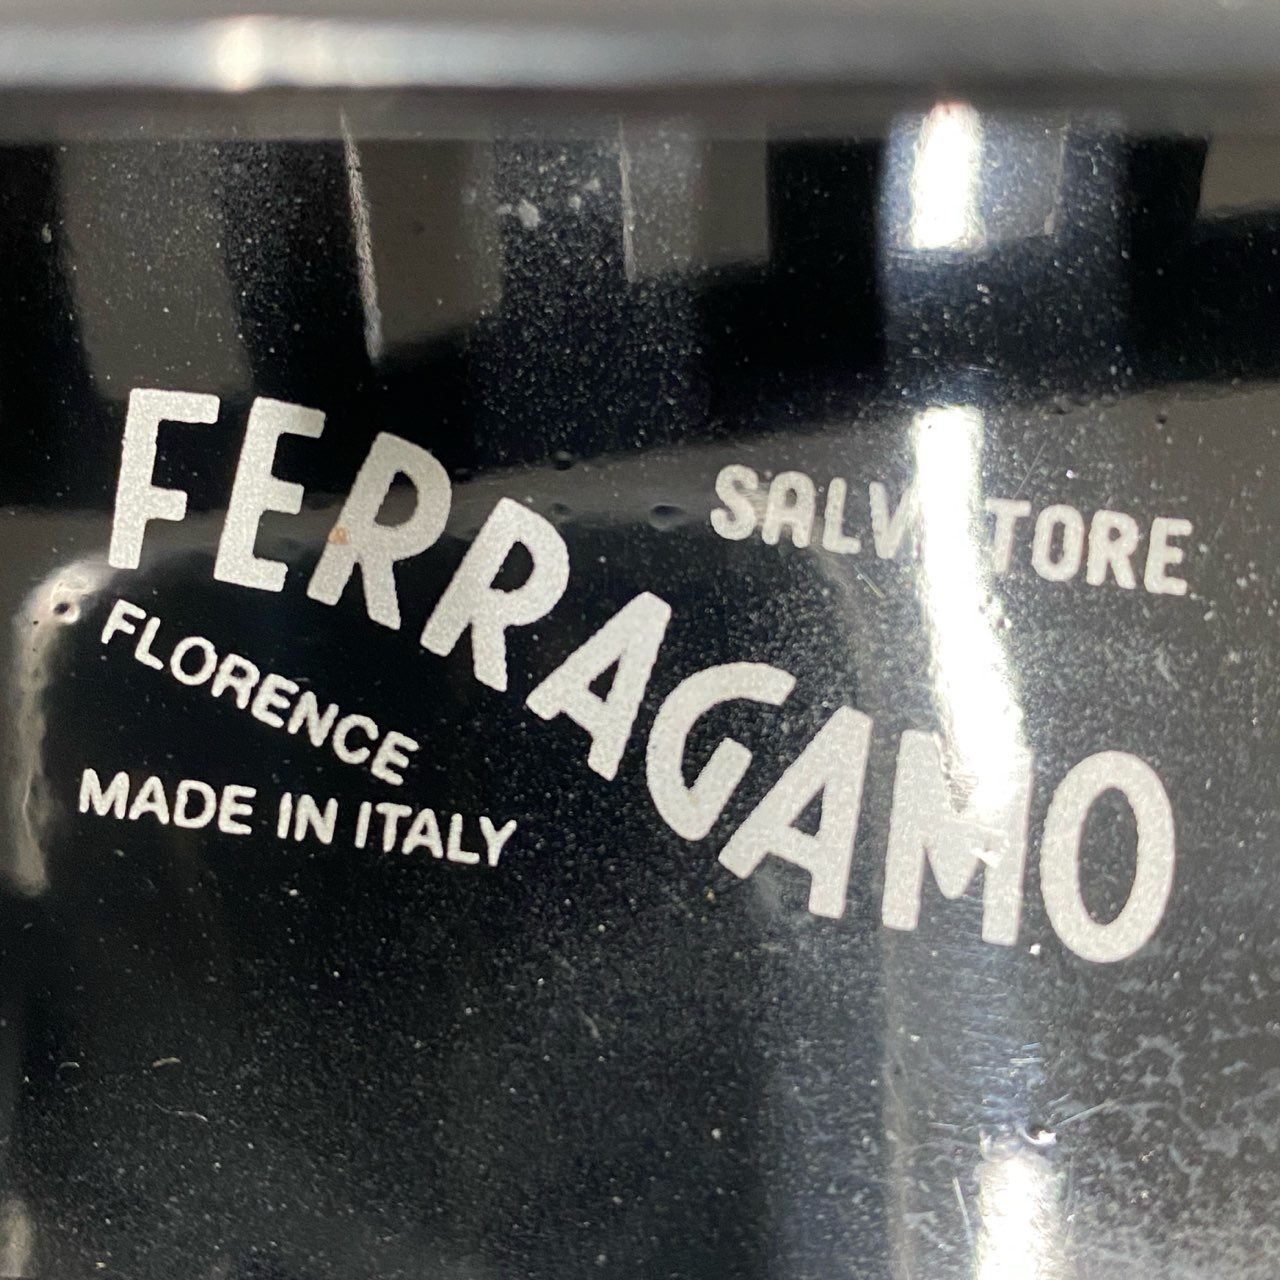 SALVATORE
FERRAGAMO
FLORENCE
MADE IN ITALY